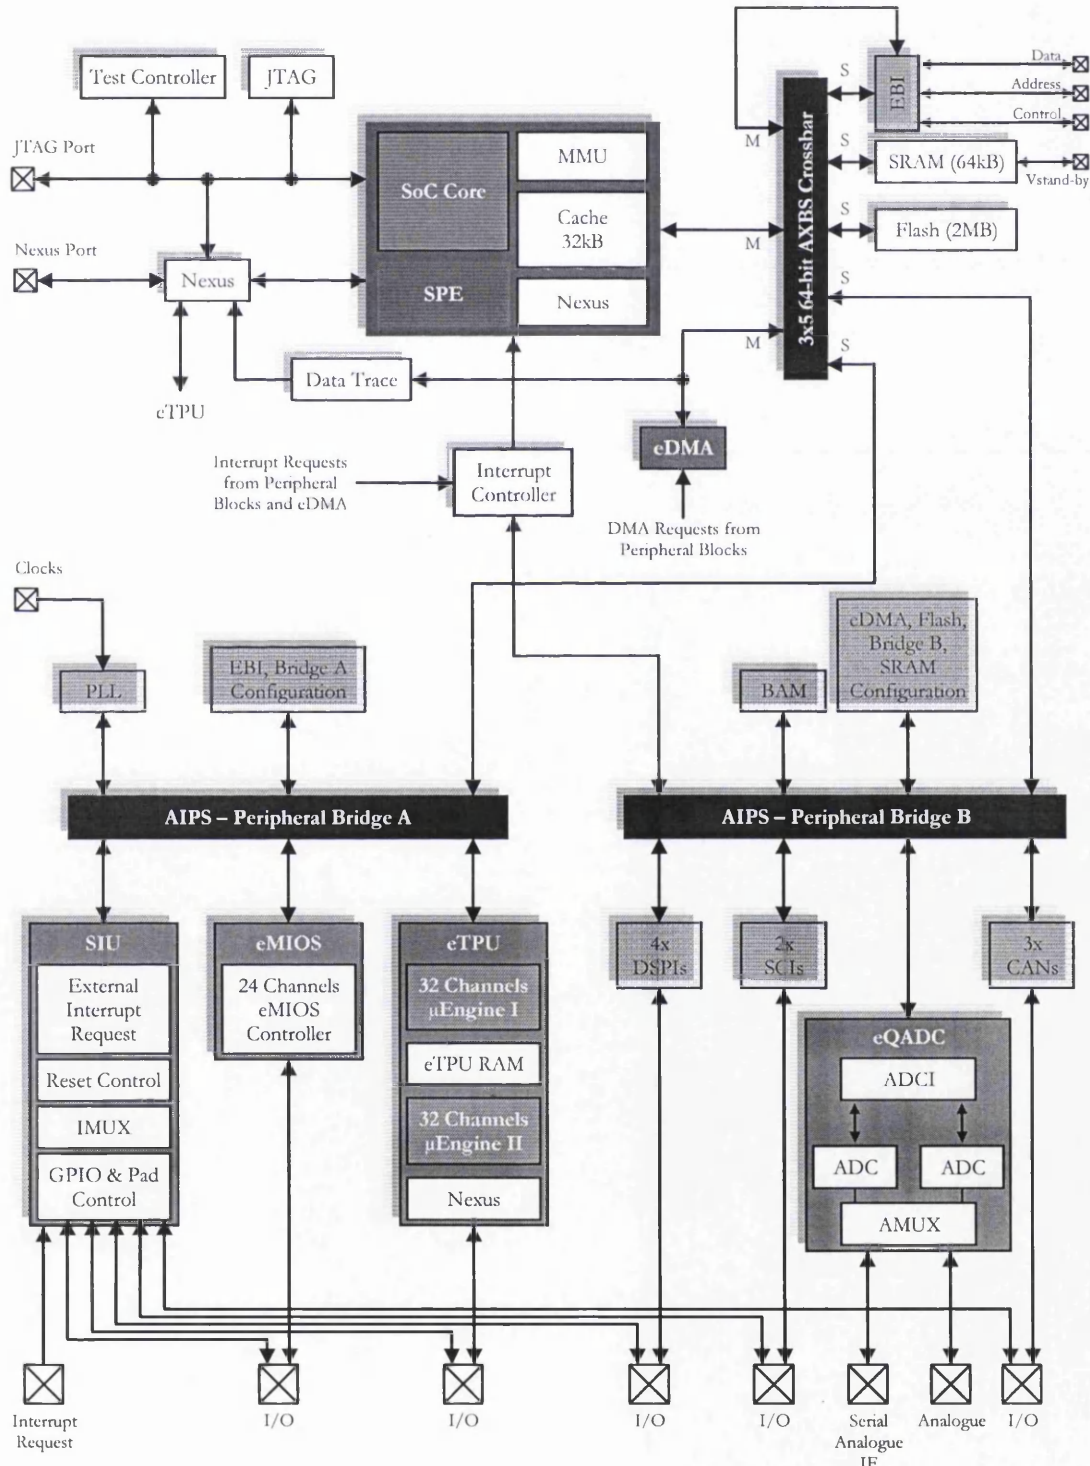 Test Controller
JTAG
EBI
Data
Address
Control
S
M
JTAG Port
SoC Core
MMU
Cache
32kB
3x5 64-bit AXBS Crossbar
S
SRAM (64kB)
Vstand-by
S
Flash (2MB)
M
Nexus Port
Nexus
SPE
Nexus
S
M
S
Data Trace
eTPU
eDMA
Interrupt Requests
from Peripheral
Blocks and eDMA
Interrupt
Controller
DMA Requests from
Peripheral Blocks
Clocks
PLL
EBI, Bridge A
Configuration
BAM
eDMA, Flash,
Bridge B,
SRAM
Configuration
AIPS – Peripheral Bridge A
AIPS – Peripheral Bridge B
SIU
External
Interrupt
Request
Reset Control
IMUX
GPIO & Pad
Control
eMIOS
24 Channels
eMIOS
Controller
eTPU
32 Channels
µEngine I
eTPU RAM
32 Channels
µEngine II
Nexus
4x
DSPIs
2x
SCIs
3x
CANs
eQADC
ADCI
ADC
ADC
AMUX
Interrupt
Request
I/O
I/O
I/O
I/O
Serial
Analogue
IF
Analogue
I/O